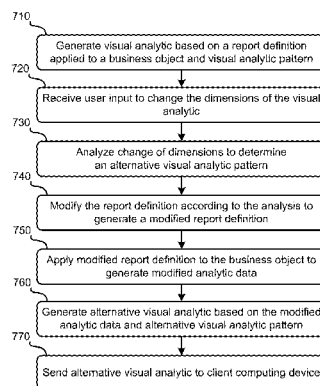 710
Generate visual analytic based on a report definition
applied to a business object and visual analytic pattern
720
Receive user input to change the dimensions of the visual
analytic
730
Analyze change of dimensions to determine
an alternative visual analytic pattern
740
Modify the report definition according to the analysis to
generate a modified report definition
750
Apply modified report definition to the business object to
generate modified analytic data
760
Generate alternative visual analytic based on the modified
analytic data and alternative visual analytic pattern
770
Send alternative visual analytic to client computing device